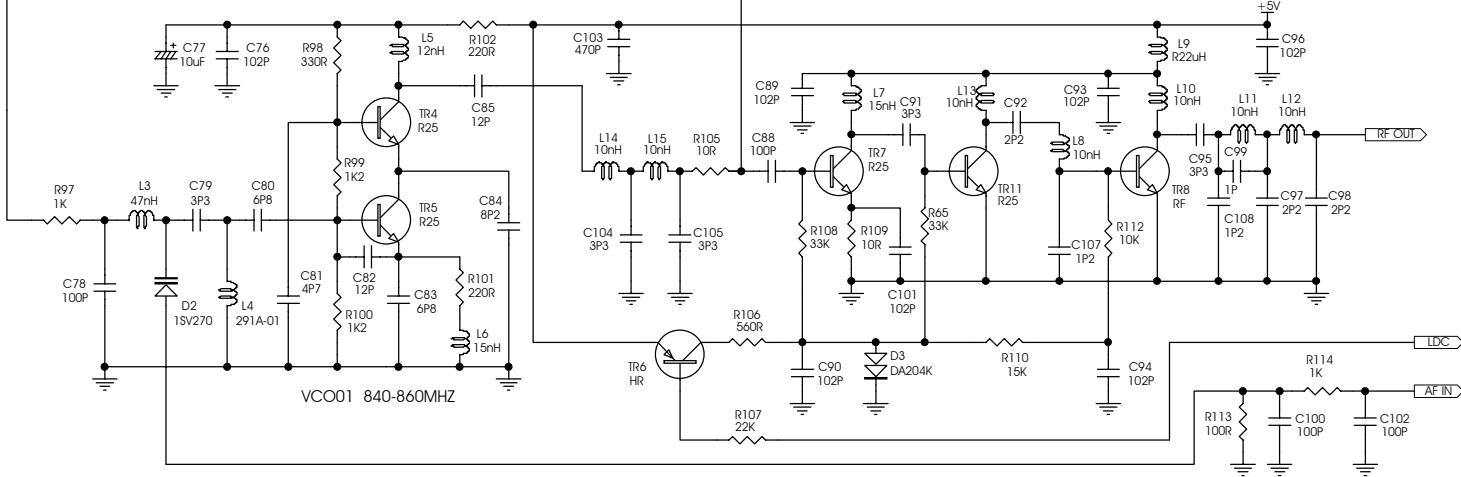 +5V
C77
10uF
C76
102P
R98
330R
L5
12nH
R102
220R
C103
470P
L9
R22uH
C96
102P
TR4
R25
C85
12P
C89
102P
L7
15nH
C91
3P3
L13
10nH
C92
2P2
C93
102P
L10
10nH
L11
10nH
L12
10nH
RF OUT
L14
10nH
L15
10nH
R105
10R
C88
100P
L8
10nH
C95
3P3
C99
1P
R99
1K2
TR7
R25
TR11
R25
TR8
RF
R97
1K
L3
47nH
C79
3P3
C80
6P8
TR5
R25
C84
8P2
C104
3P3
C105
3P3
R108
33K
R109
10R
R65
33K
C107
1P2
R112
10K
C108
1P2
C97
2P2
C98
2P2
C78
100P
D2
1SV270
L4
291A-01
C81
4P7
C82
12P
R100
1K2
C83
6P8
R101
220R
L6
15nH
C101
102P
R106
560R
TR6
HR
C90
102P
D3
DA204K
R110
15K
C94
102P
LDC
R114
1K
AF IN
VCO01 840-860MHZ
R107
22K
R113
100R
C100
100P
C102
100P